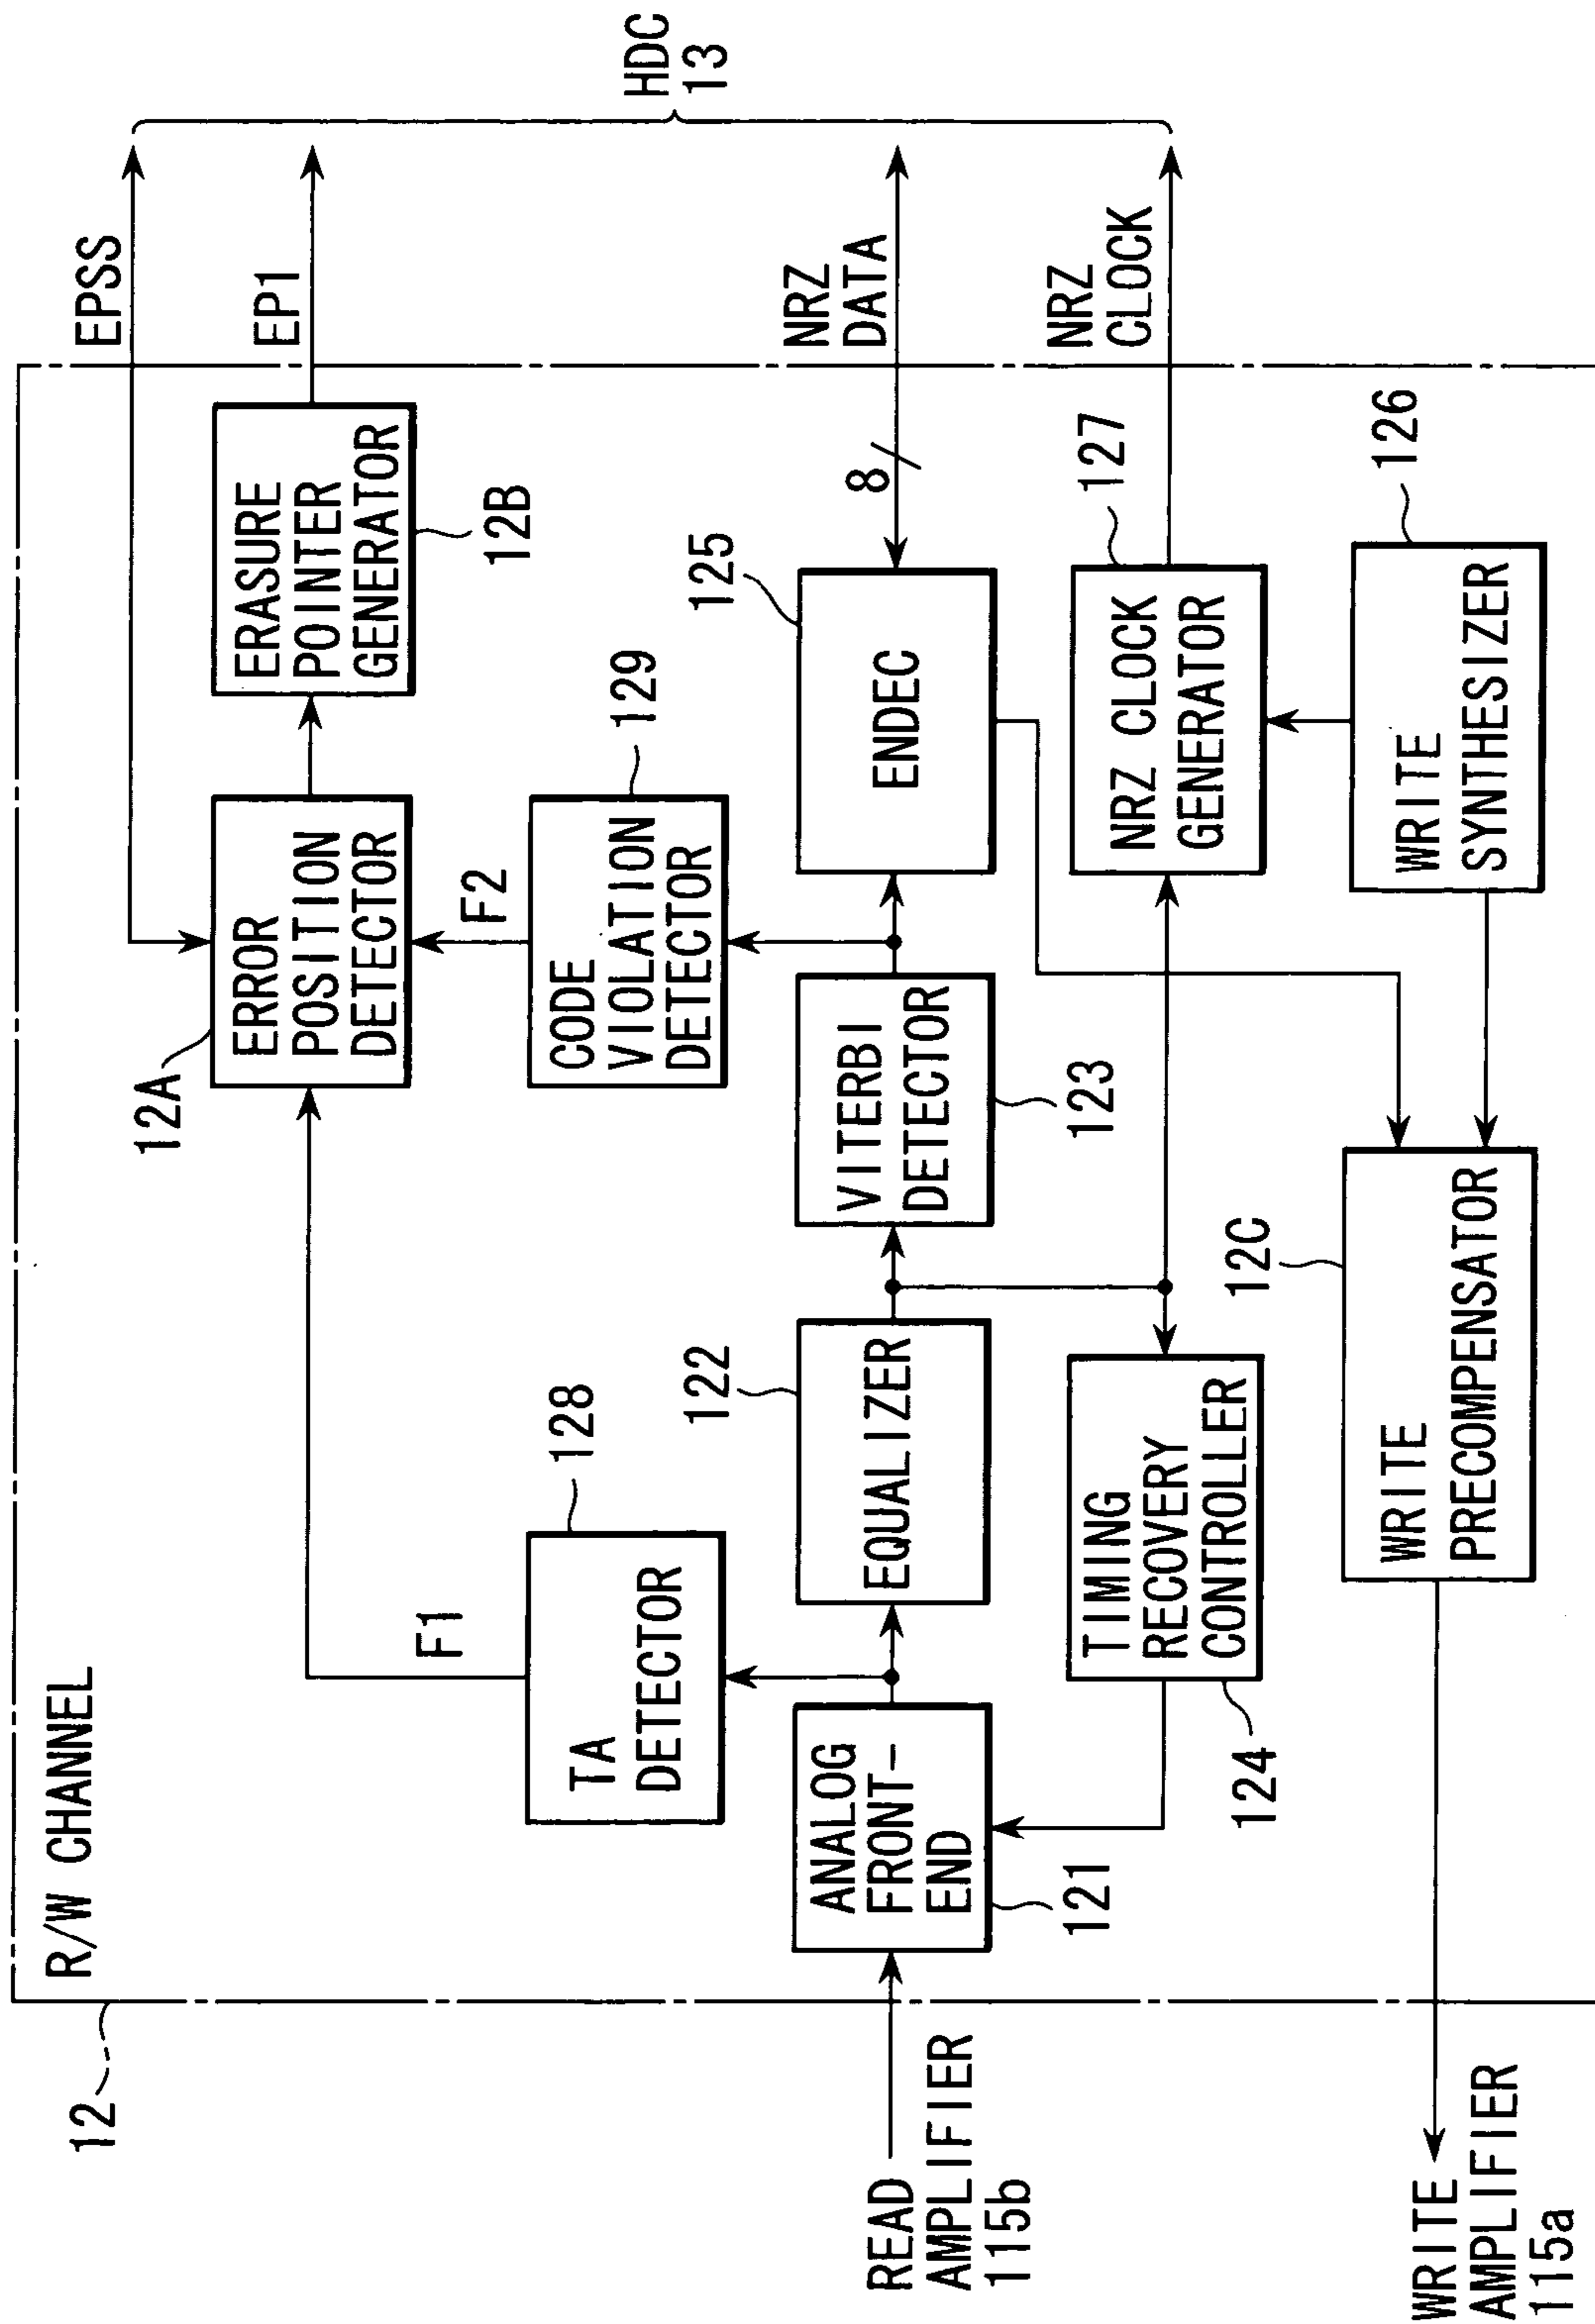 12
R/W CHANNEL
EPSS
EP1
HDC
13
12A
ERROR
POSITION
DETECTOR
ERASURE
POINTER
GENERATOR
12B
F1
F2
128
TA
DETECTOR
CODE
VIOLATION
DETECTOR
129
READ
AMPLIFIER
115b
ANALOG
FRONT-
END
121
122
EQUALIZER
VITERBI
DETECTOR
123
125
ENDEC
8
NRZ
DATA
TIMING
RECOVERY
CONTROLLER
124
NRZ CLOCK
GENERATOR
127
NRZ
CLOCK
12C
WRITE
PRECOMPENSATOR
WRITE
SYNTHESIZER
126
WRITE
AMPLIFIER
115a